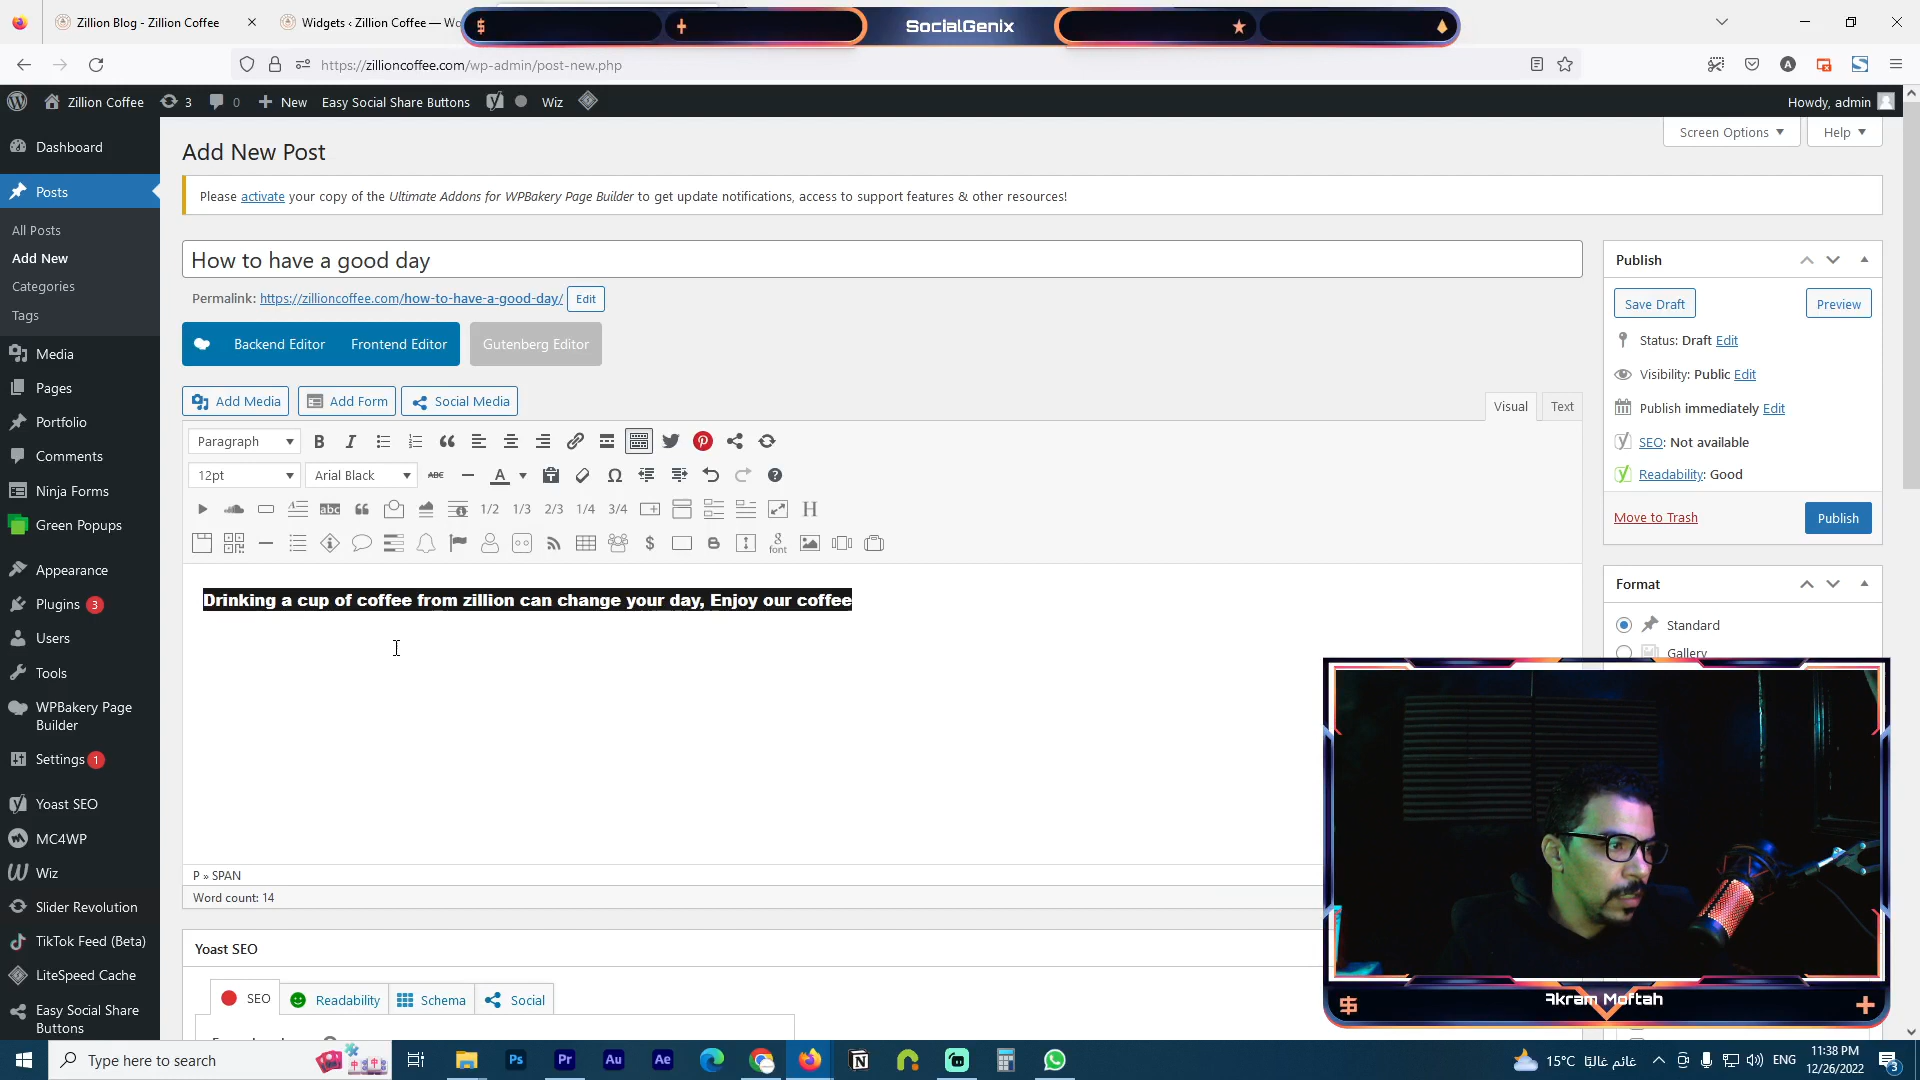 Zillion Blog - Zillion Coffee
Widgets ‹ Zillion Coffee — Wo
SocialGenix
https://zillioncoffee.com/wp-admin/post-new.php
Zillion Coffee
3
0
New
Easy Social Share Buttons
Wiz
Howdy, admin
Dashboard
Posts
All Posts
Add New
Categories
Tags
Media
Pages
Portfolio
Comments
Ninja Forms
Green Popups
Appearance
Plugins 3
Users
Tools
WPBakery Page
Builder
Settings 1
Yoast SEO
MC4WP
Wiz
Slider Revolution
TikTok Feed (Beta)
LiteSpeed Cache
Easy Social Share
Buttons
Screen Options
Help
Add New Post
Please activate your copy of the Ultimate Addons for WPBakery Page Builder to get update notifications, access to support features & other resources!
How to have a good day
Permalink: https://zillioncoffee.com/how-to-have-a-good-day/ Edit
Backend Editor
Frontend Editor
Gutenberg Editor
Add Media
Add Form
Social Media
Visual
Text
Paragraph
B
I
12pt
Arial Black
ABC
A
Ω
abc
1/2
1/3
2/3
1/4
3/4
H
$
g
font
Drinking a cup of coffee from zillion can change your day, Enjoy our coffee
P » SPAN
Word count: 14
Yoast SEO
SEO
Readability
Schema
Social
Publish
Save Draft
Preview
Status: Draft Edit
Visibility: Public Edit
Publish immediately Edit
SEO: Not available
Readability: Good
Move to Trash
Publish
Format
Standard
Gallery
Akram Moftah
Type here to search
Ps
Pr
Au
Ae
15°C
غائم غالبًا
ENG
11:38 PM
12/26/2022
3